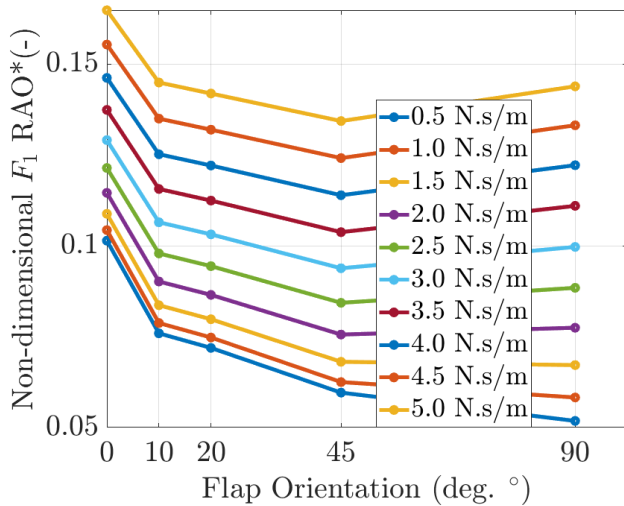 Non-dimensional F₁ RAO*(-)
0.15
0.1
0.05
0.5 N.s/m
1.0 N.s/m
1.5 N.s/m
2.0 N.s/m
2.5 N.s/m
3.0 N.s/m
3.5 N.s/m
4.0 N.s/m
4.5 N.s/m
5.0 N.s/m
0 10 20 45 90
Flap Orientation (deg. °)